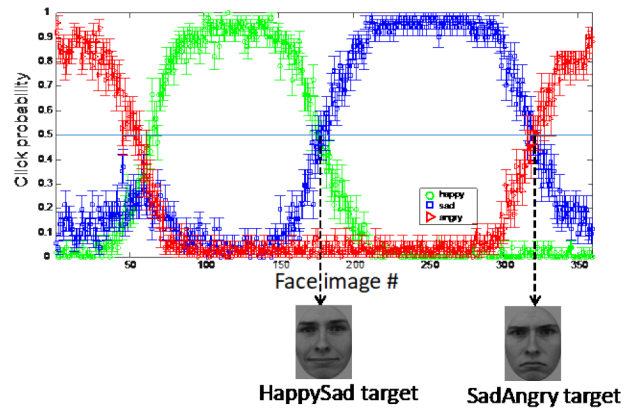 1
0.9
0.8
0.7
0.6
0.5
0.4
0.3
0.2
0.1
0
Click probability
happy
sad
angry
50 100 150 200 250 300 350
Face image #
HappySad target
SadAngry target